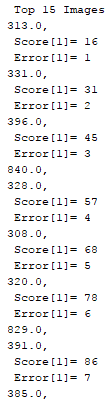 Top 15 Images
313.0,
Score[1]= 16
Error[1]= 1
331.0,
Score[1]= 31
Error[1]= 2
396.0,
Score[1]= 45
Error[1]= 3
840.0,
328.0,
Score[1]= 57
Error[1]= 4
308.0,
Score[1]= 68
Error[1]= 5
320.0,
Score[1]= 78
Error[1]= 6
829.0,
391.0,
Score[1]= 86
Error[1]= 7
385.0,